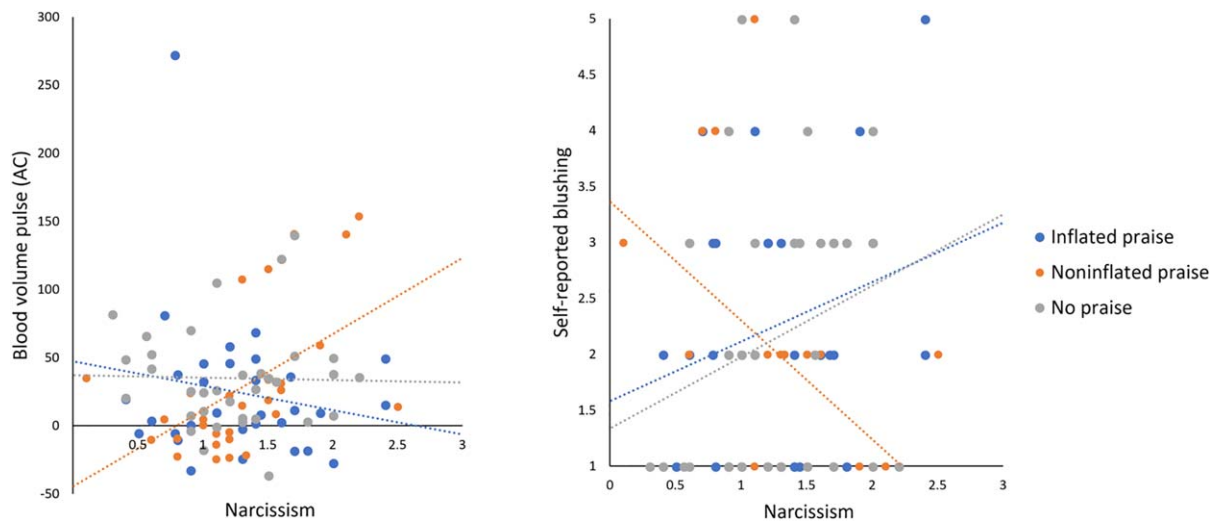 300
250
200
150
100
50
0
-50
0.5 1 1.5 2 2.5 3
Blood volume pulse (AC)
Narcissism
5
4.5
4
3.5
3
2.5
2
1.5
1
0 0.5 1 1.5 2 2.5 3
Self-reported blushing
Narcissism
Inflated praise
Noninflated praise
No praise